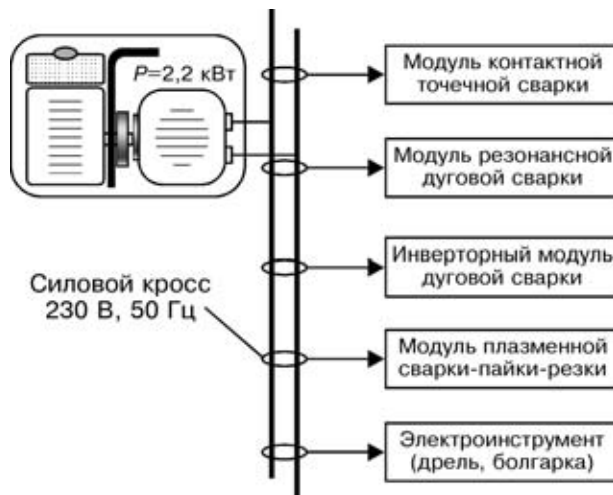 P=2,2 кВт
Модуль контактной
точечной сварки
Модуль резонансной
дуговой сварки
Инверторный модуль
дуговой сварки
Силовой кросс
230 В, 50 Гц
Модуль плазменной
сварки-пайки-резки
Электроинструмент
(дрель, болгарка)